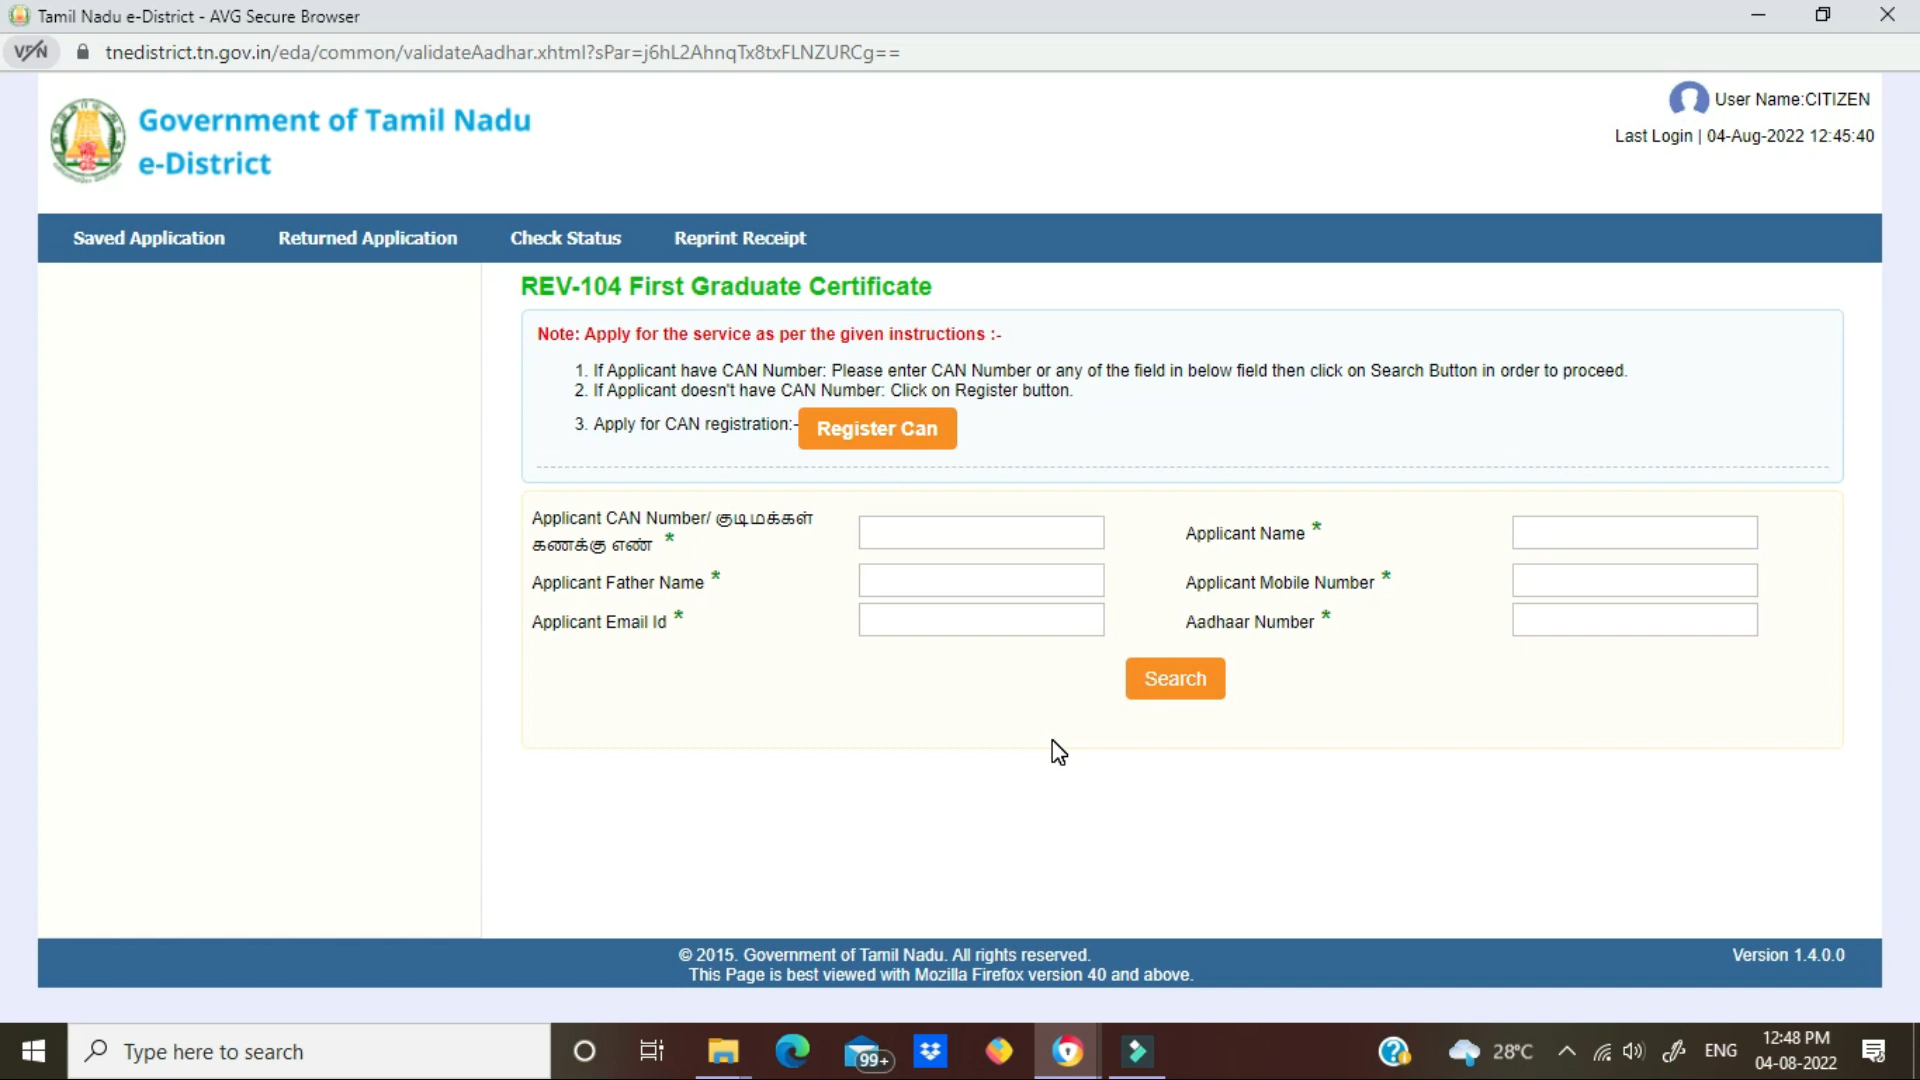 Tamil Nadu e-District - AVG Secure Browser
VPN
tnedistrict.tn.gov.in/eda/common/validateAadhar.xhtml?sPar=j6hL2AhnqTx8txFLNZURCg==
Government of Tamil Nadu
e-District
User Name:CITIZEN
Last Login | 04-Aug-2022 12:45:40
Saved Application Returned Application Check Status Reprint Receipt
REV-104 First Graduate Certificate
Note: Apply for the service as per the given instructions :-
1. If Applicant have CAN Number: Please enter CAN Number or any of the field in below field then click on Search Button in order to proceed.
2. If Applicant doesn't have CAN Number: Click on Register button.
3. Apply for CAN registration:- Register Can
Applicant CAN Number/ குடிமக்கள்
கணக்கு எண் *
Applicant Name *
Applicant Father Name *
Applicant Mobile Number *
Applicant Email Id *
Aadhaar Number *
Search
© 2015. Government of Tamil Nadu. All rights reserved.
Version 1.4.0.0
This Page is best viewed with Mozilla Firefox version 40 and above.
Type here to search
99+
28°C
ENG
12:48 PM
04-08-2022